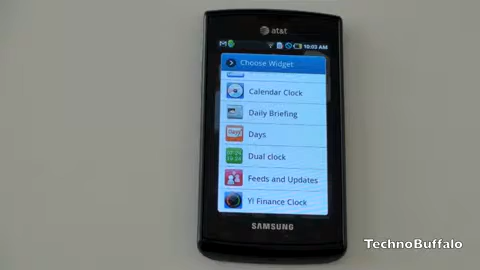 at&t
10:03 AM
Choose Widget
Calendar Clock
Daily Briefing
Days
Dual clock
Feeds and Updates
Y! Finance Clock
SAMSUNG
TechnoBuffalo